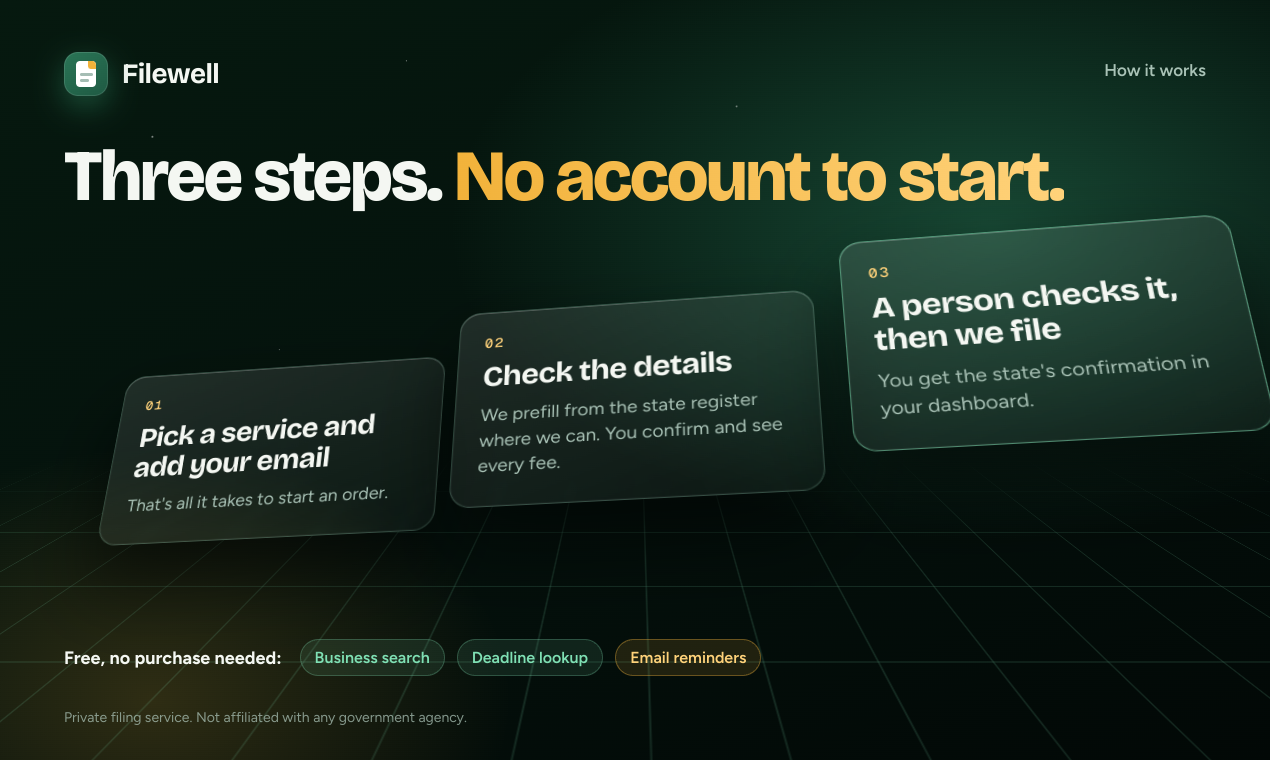 Filewell
How it works
Three steps. No account to start.
01
Pick a service and
add your email
That's all it takes to start an order.
02
Check the details
We prefill from the state register
where we can. You confirm and see
every fee.
03
A person checks it,
then we file
You get the state's confirmation in
your dashboard.
Free, no purchase needed: Business search Deadline lookup Email reminders
Private filing service. Not affiliated with any government agency.